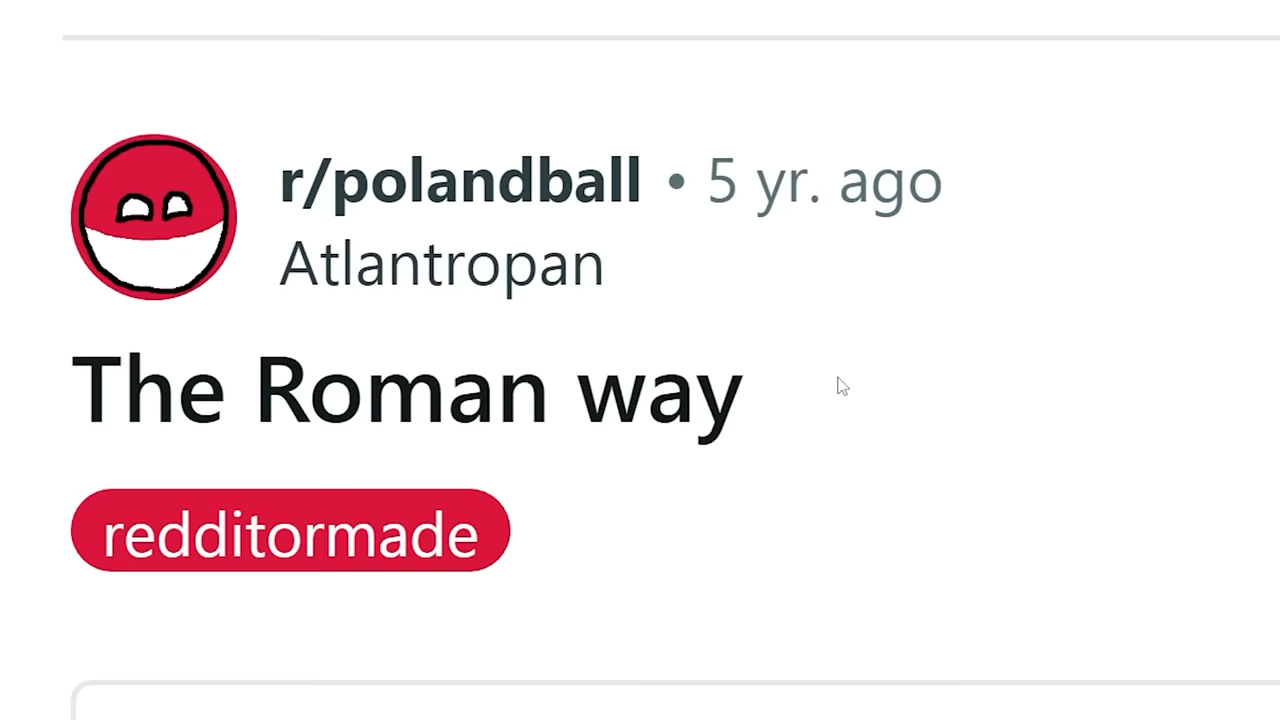 r/polandball • 5 yr. ago
Atlantropan
The Roman way
redditormade